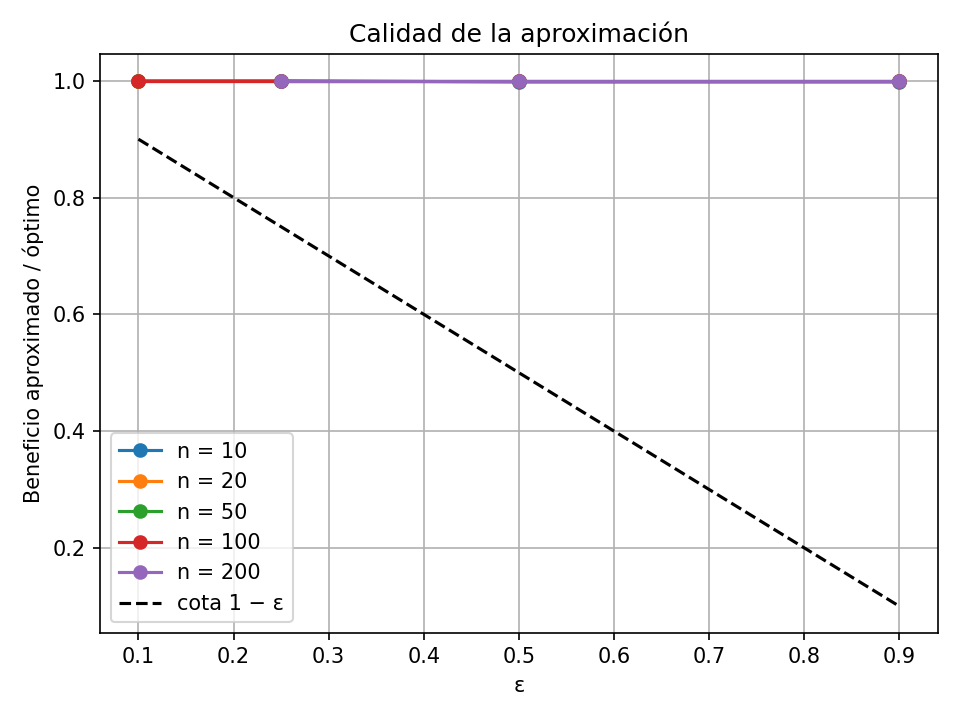 Calidad de la aproximación
Beneficio aproximado / óptimo
1.0
0.8
0.6
0.4
0.2
n = 10
n = 20
n = 50
n = 100
n = 200
cota 1 − ε
0.1 0.2 0.3 0.4 0.5 0.6 0.7 0.8 0.9
ε